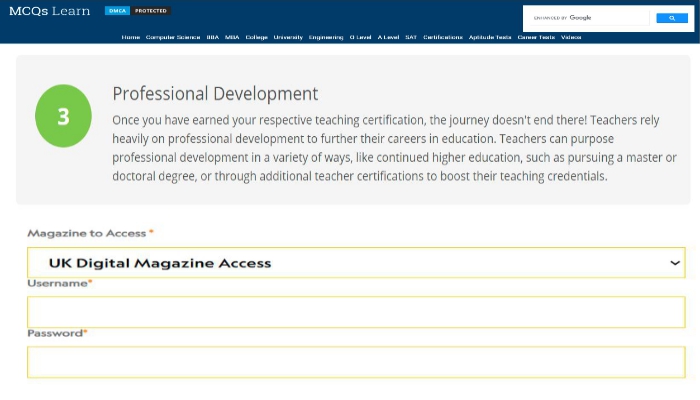 MCQs Learn
DMCA PROTECTED
ENHANCED BY Google
Home Computer Science BBA MBA College University Engineering O Level A Level SAT Certifications Aptitude Tests Career Tests Videos
3
Professional Development
Once you have earned your respective teaching certification, the journey doesn't end there! Teachers rely
heavily on professional development to further their careers in education. Teachers can purpose
professional development in a variety of ways, like continued higher education, such as pursuing a master or
doctoral degree, or through additional teacher certifications to boost their teaching credentials.
Magazine to Access *
UK Digital Magazine Access
Username*
Password*